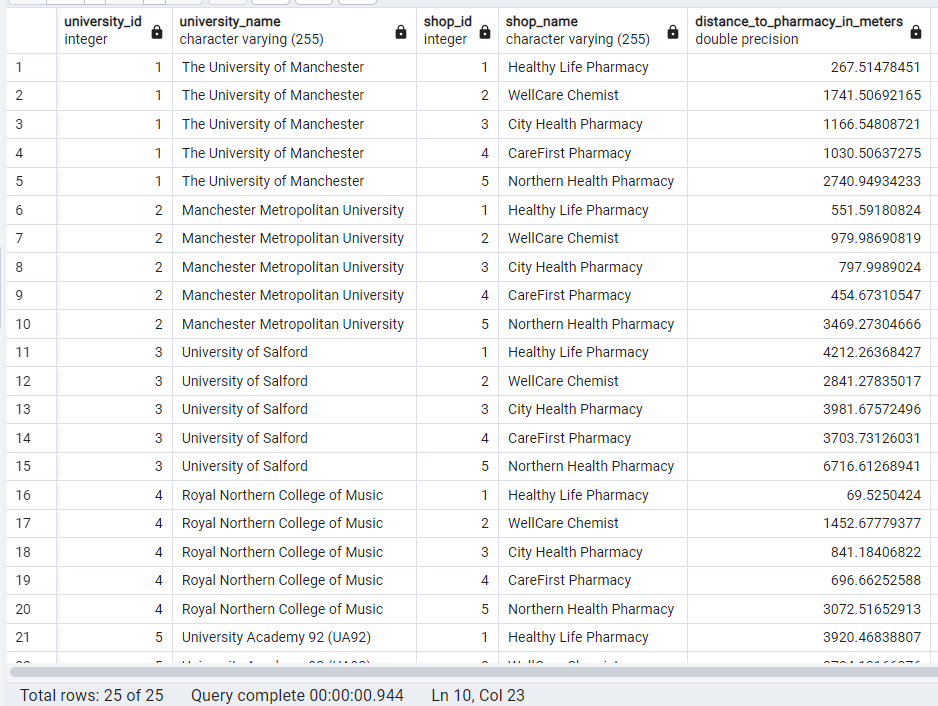 university_id university_name shop_id shop_name distance_to_pharmacy_in_meters
integer character varying (255) integer character varying (255) double precision
1 1 The University of Manchester 1 Healthy Life Pharmacy 267.51478451
2 1 The University of Manchester 2 WellCare Chemist 1741.50692165
3 1 The University of Manchester 3 City Health Pharmacy 1166.54808721
4 1 The University of Manchester 4 CareFirst Pharmacy 1030.50637275
5 1 The University of Manchester 5 Northern Health Pharmacy 2740.94934233
6 2 Manchester Metropolitan University 1 Healthy Life Pharmacy 551.59180824
7 2 Manchester Metropolitan University 2 WellCare Chemist 979.98690819
8 2 Manchester Metropolitan University 3 City Health Pharmacy 797.9989024
9 2 Manchester Metropolitan University 4 CareFirst Pharmacy 454.67310547
10 2 Manchester Metropolitan University 5 Northern Health Pharmacy 3469.27304666
11 3 University of Salford 1 Healthy Life Pharmacy 4212.26368427
12 3 University of Salford 2 WellCare Chemist 2841.27835017
13 3 University of Salford 3 City Health Pharmacy 3981.67572496
14 3 University of Salford 4 CareFirst Pharmacy 3703.73126031
15 3 University of Salford 5 Northern Health Pharmacy 6716.61268941
16 4 Royal Northern College of Music 1 Healthy Life Pharmacy 69.5250424
17 4 Royal Northern College of Music 2 WellCare Chemist 1452.67779377
18 4 Royal Northern College of Music 3 City Health Pharmacy 841.18406822
19 4 Royal Northern College of Music 4 CareFirst Pharmacy 696.66252588
20 4 Royal Northern College of Music 5 Northern Health Pharmacy 3072.51652913
21 5 University Academy 92 (UA92) 1 Healthy Life Pharmacy 3920.46838807
Total rows: 25 of 25 Query complete 00:00:00.944 Ln 10, Col 23